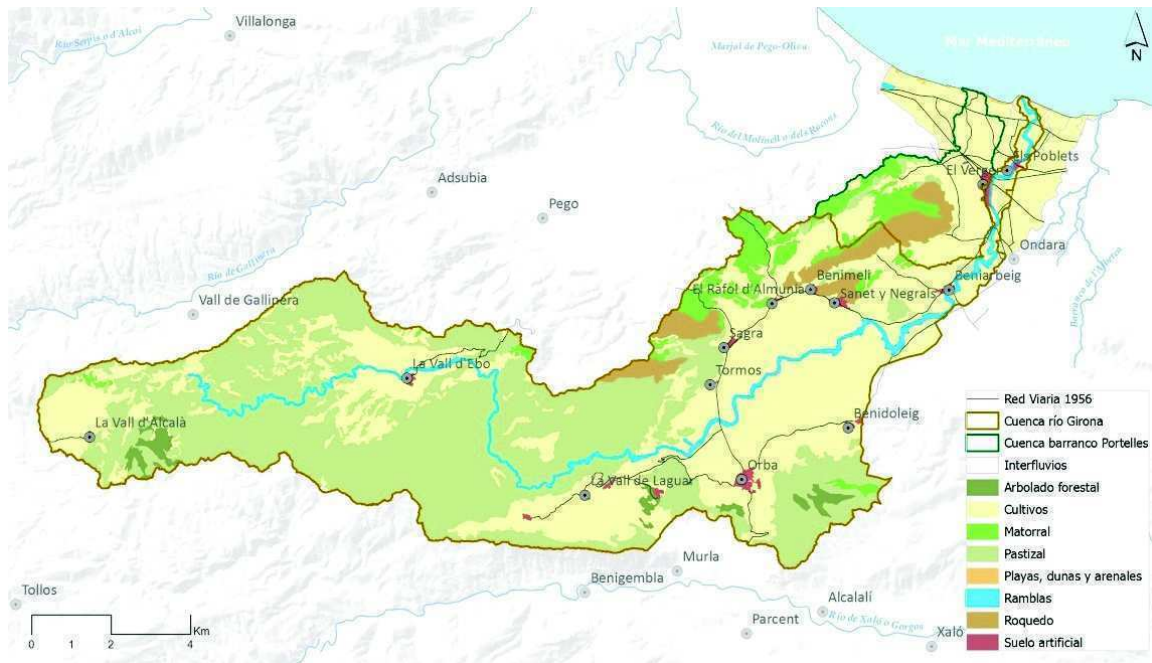 Villalonga
Río Serpis o d'Alcoi
Marjal de Pego-Oliva
Mar Mediterráneo
N
Río del Molinell o dels Racons
Adsubia
Pego
Els Poblets
El Verger
Río de Gallinera
Ondara
Vall de Gallinera
Benimeli
Beniarbeig
El Ràfol d'Almunia
Sanet y Negrals
Sagra
La Vall d'Ebo
Tormos
La Vall d'Alcalà
Benidoleig
Orba
La Vall de Laguar
Murla
Benigembla
Tollos
Alcalalí
Río de Xaló o Gorgos
Parcent
Xaló
0 1 2 4 Km
Red Viaria 1956
Cuenca río Girona
Cuenca barranco Portelles
Interfluvios
Arbolado forestal
Cultivos
Matorral
Pastizal
Playas, dunas y arenales
Ramblas
Roquedo
Suelo artificial